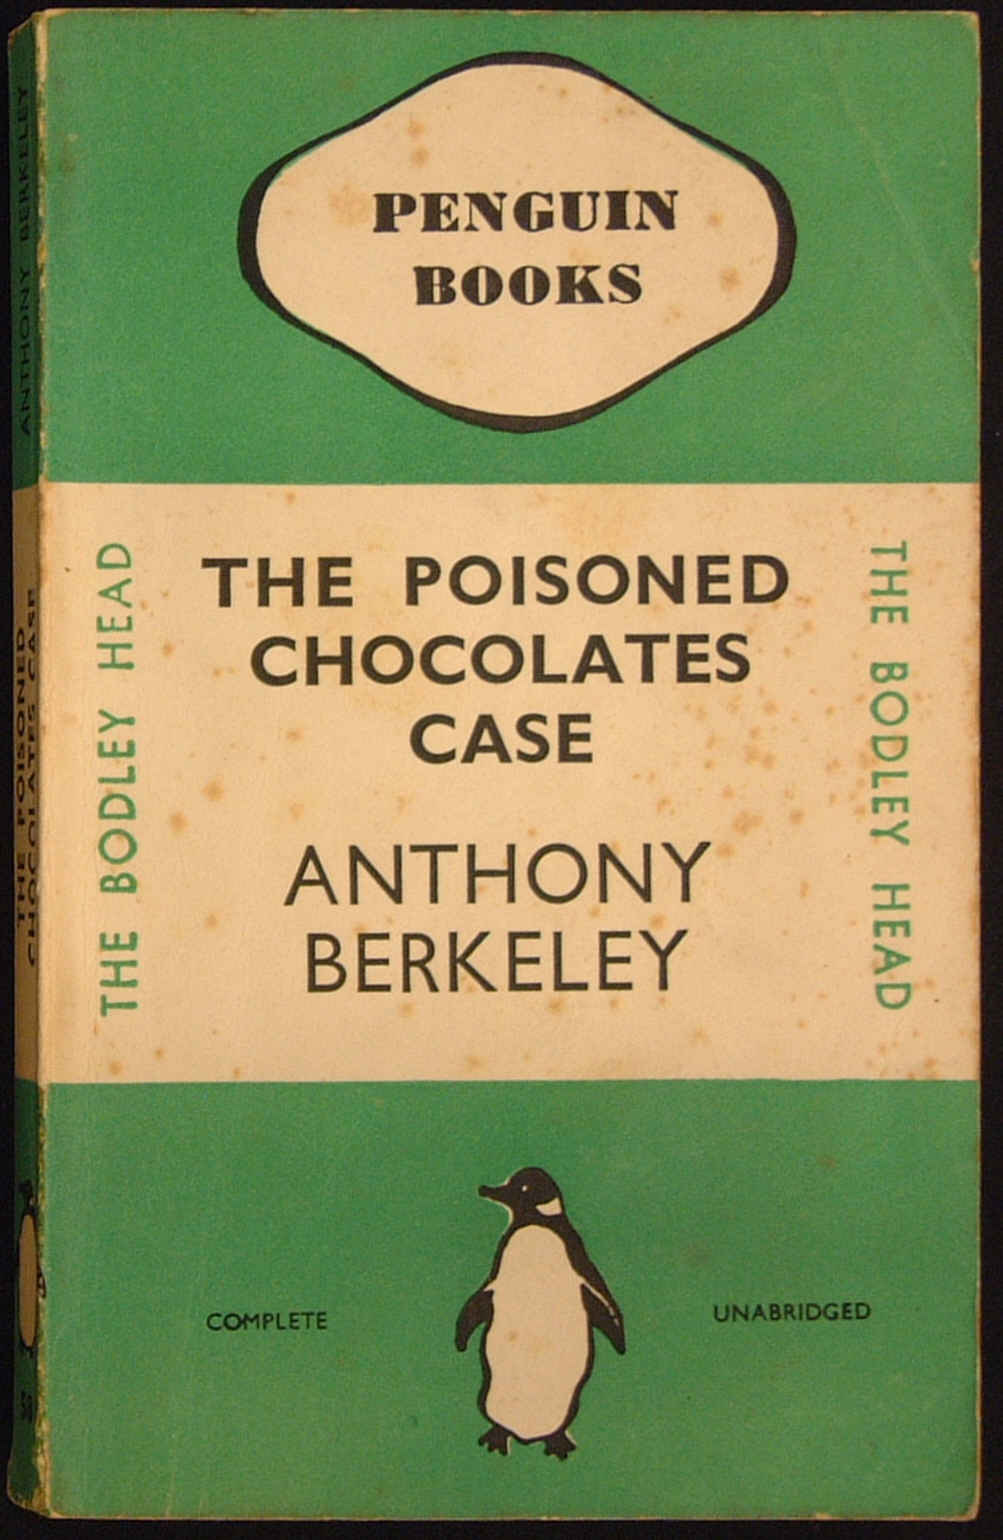 PENGUIN
BOOKS
THE POISONED
CHOCOLATES
CASE
ANTHONY
BERKELEY
THE BODLEY HEAD
THE BODLEY HEAD
COMPLETE
UNABRIDGED
ANTHONY BERKELEY
THE POISONED
CHOCOLATES CASE